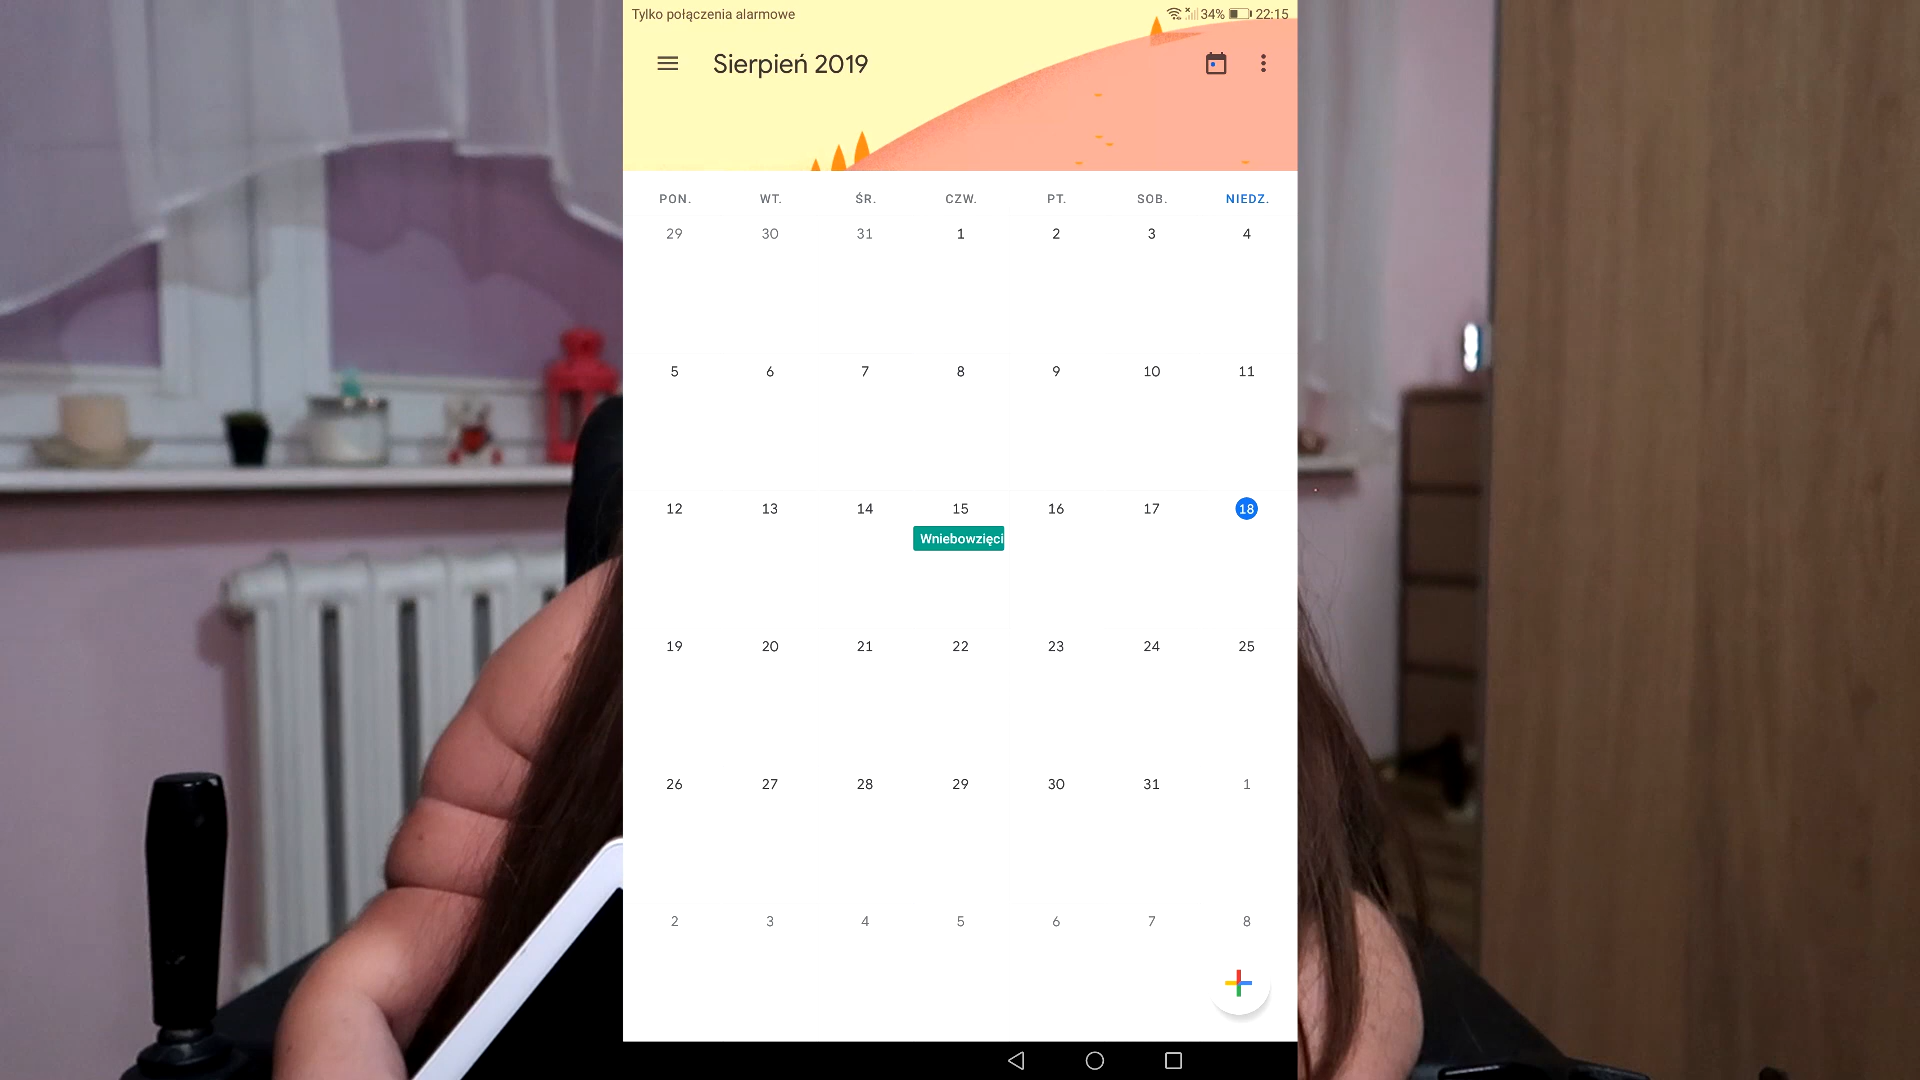 Tylko połączenia alarmowe 34% 22:15
Sierpień 2019
PON. WT. ŚR. CZW. PT. SOB. NIEDZ.
29 30 31 1 2 3 4
5 6 7 8 9 10 11
12 13 14 15 16 17 18
Wniebowzięci
19 20 21 22 23 24 25
26 27 28 29 30 31 1
2 3 4 5 6 7 8